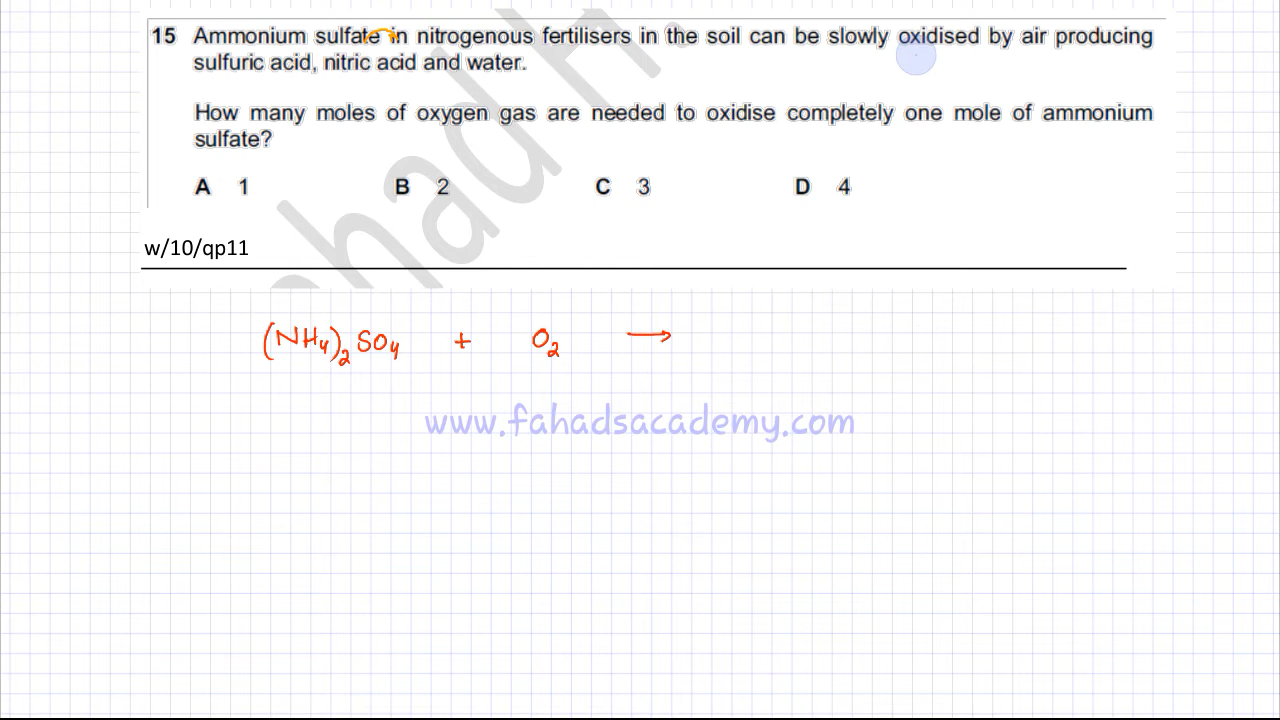 15 Ammonium sulfate in nitrogenous fertilisers in the soil can be slowly oxidised by air producing
sulfuric acid, nitric acid and water.
How many moles of oxygen gas are needed to oxidise completely one mole of ammonium
sulfate?
A 1 B 2 C 3 D 4
w/10/qp11
(NH₄)₂SO₄ + O₂ →
www.fahadsacademy.com